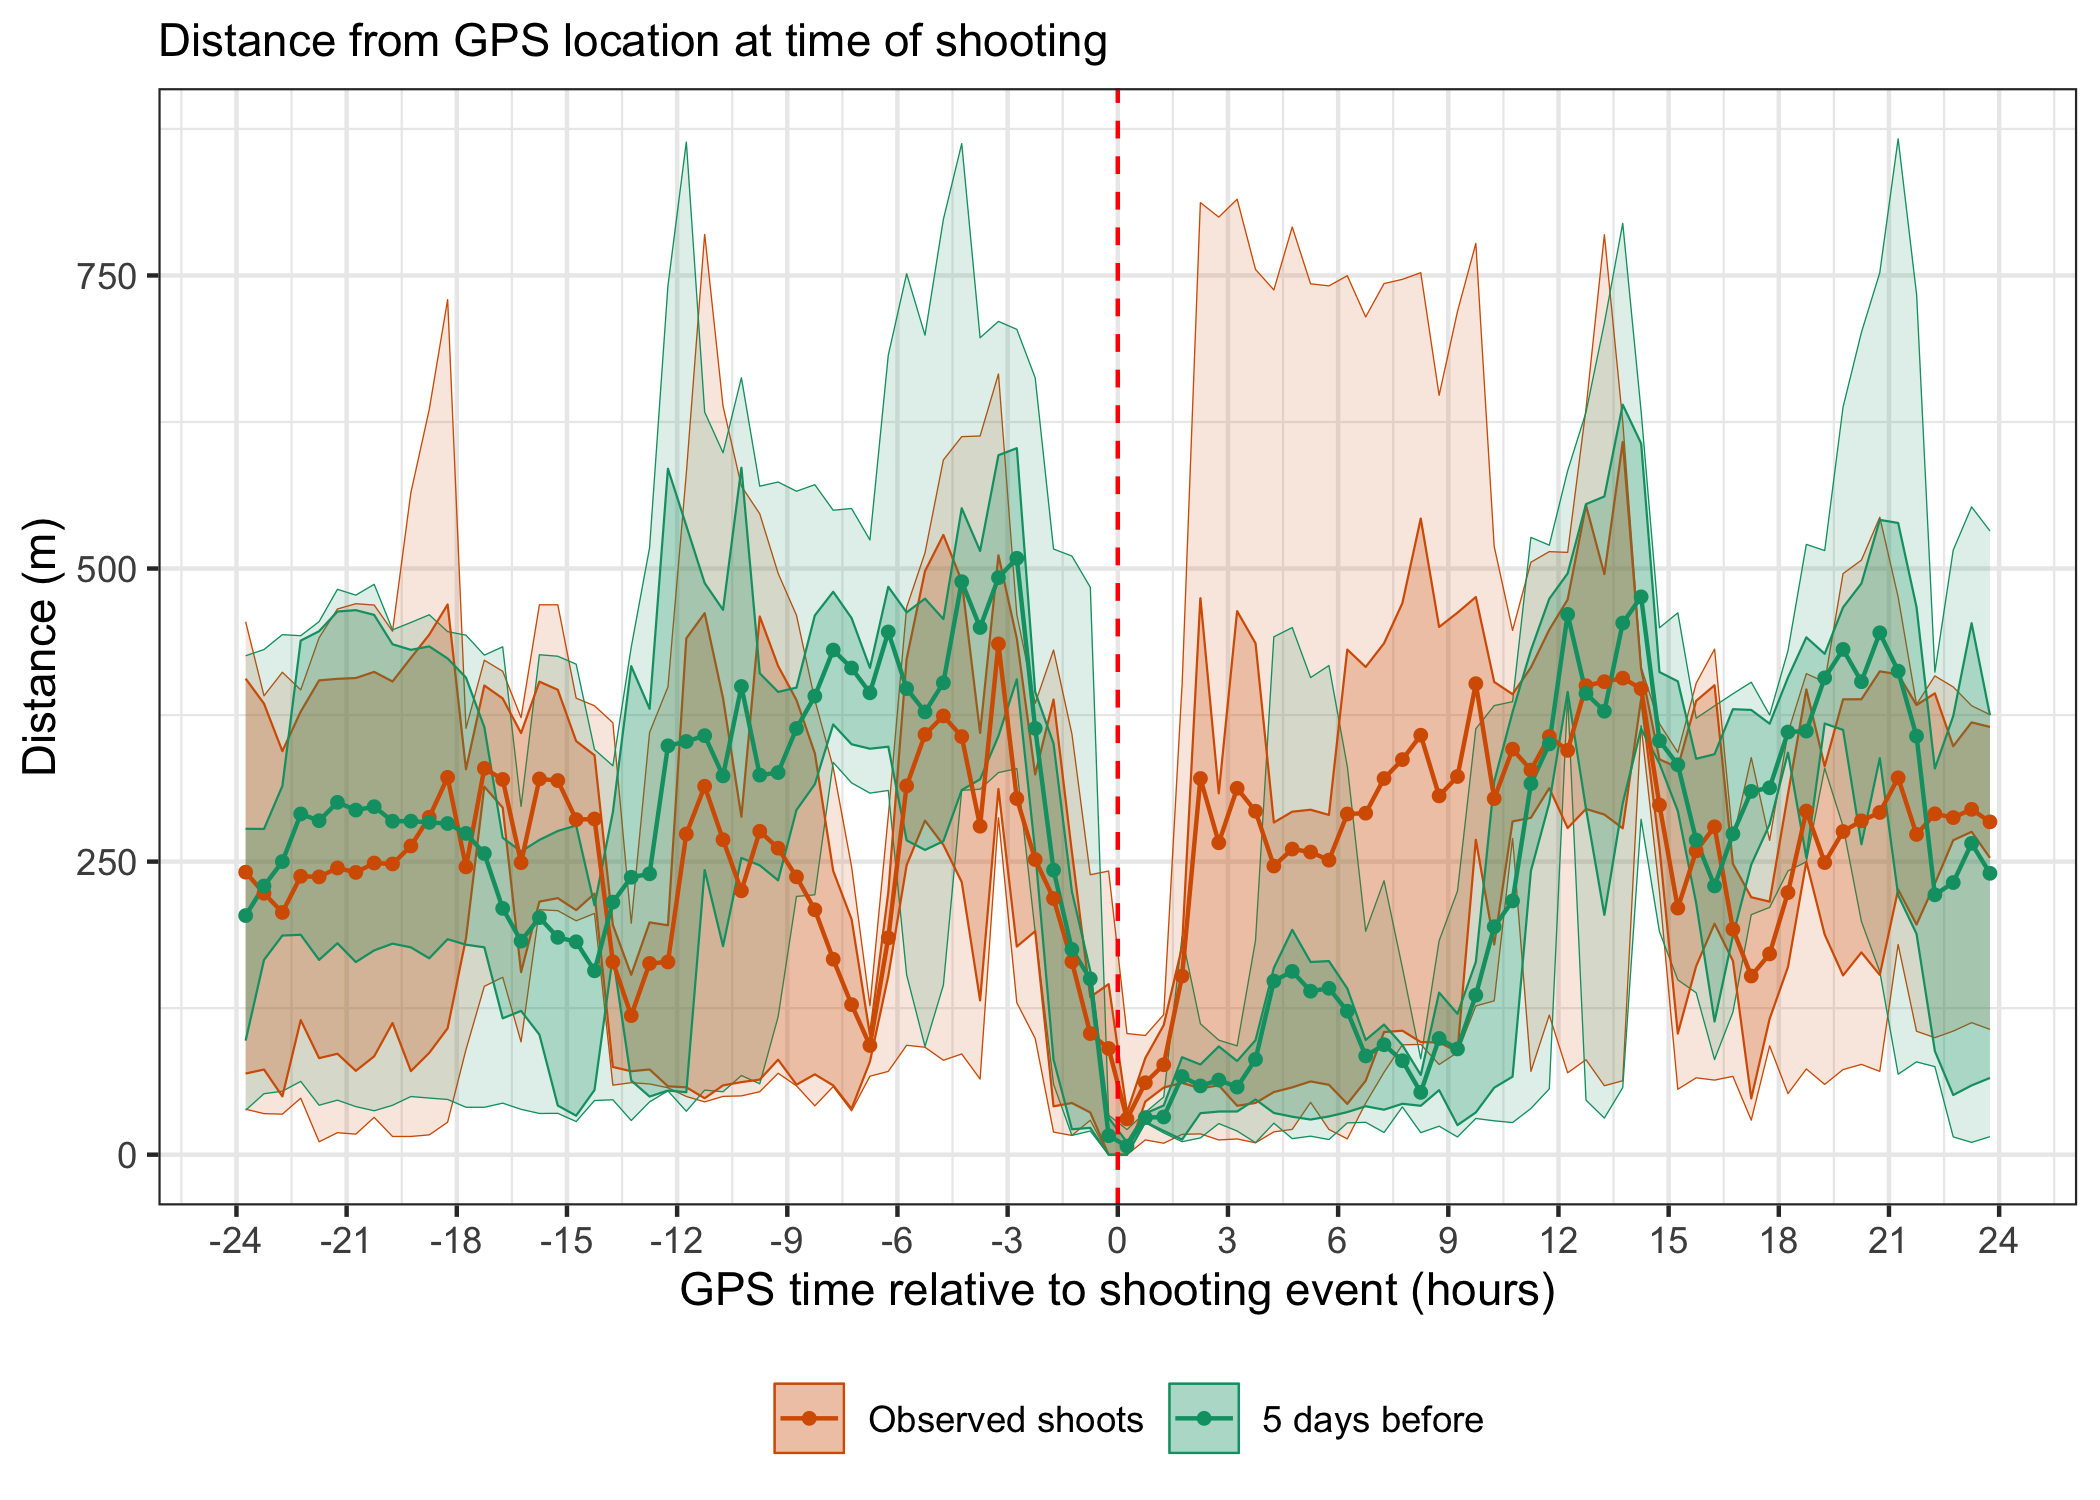 Distance from GPS location at time of shooting
Distance (m)
750
500
250
0
-24 -21 -18 -15 -12 -9 -6 -3 0 3 6 9 12 15 18 21 24
GPS time relative to shooting event (hours)
Observed shoots 5 days before